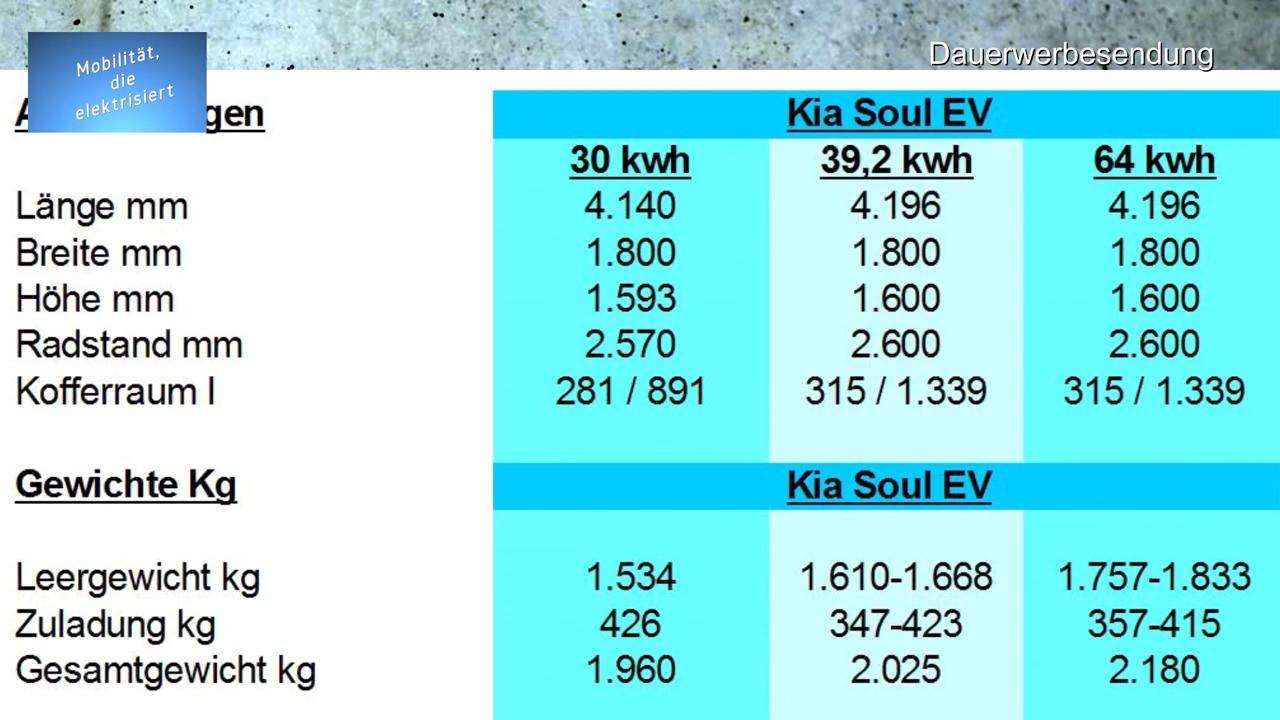 Mobilität,
die
elektrisiert
Dauerwerbesendung
Kia Soul EV
30 kwh 39,2 kwh 64 kwh
Länge mm 4.140 4.196 4.196
Breite mm 1.800 1.800 1.800
Höhe mm 1.593 1.600 1.600
Radstand mm 2.570 2.600 2.600
Kofferraum l 281 / 891 315 / 1.339 315 / 1.339
Gewichte Kg Kia Soul EV
Leergewicht kg 1.534 1.610-1.668 1.757-1.833
Zuladung kg 426 347-423 357-415
Gesamtgewicht kg 1.960 2.025 2.180